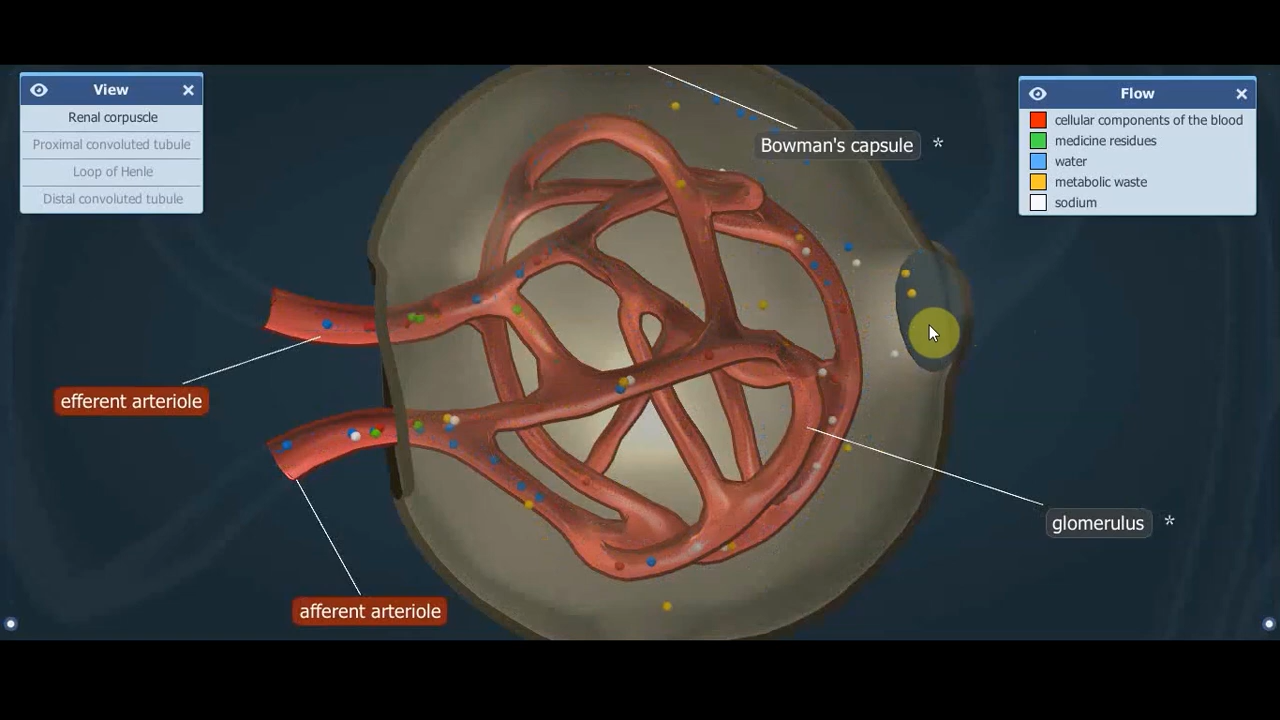 View
Renal corpuscle
Proximal convoluted tubule
Loop of Henle
Distal convoluted tubule
Flow
cellular components of the blood
medicine residues
water
metabolic waste
sodium
Bowman's capsule *
efferent arteriole
glomerulus *
afferent arteriole